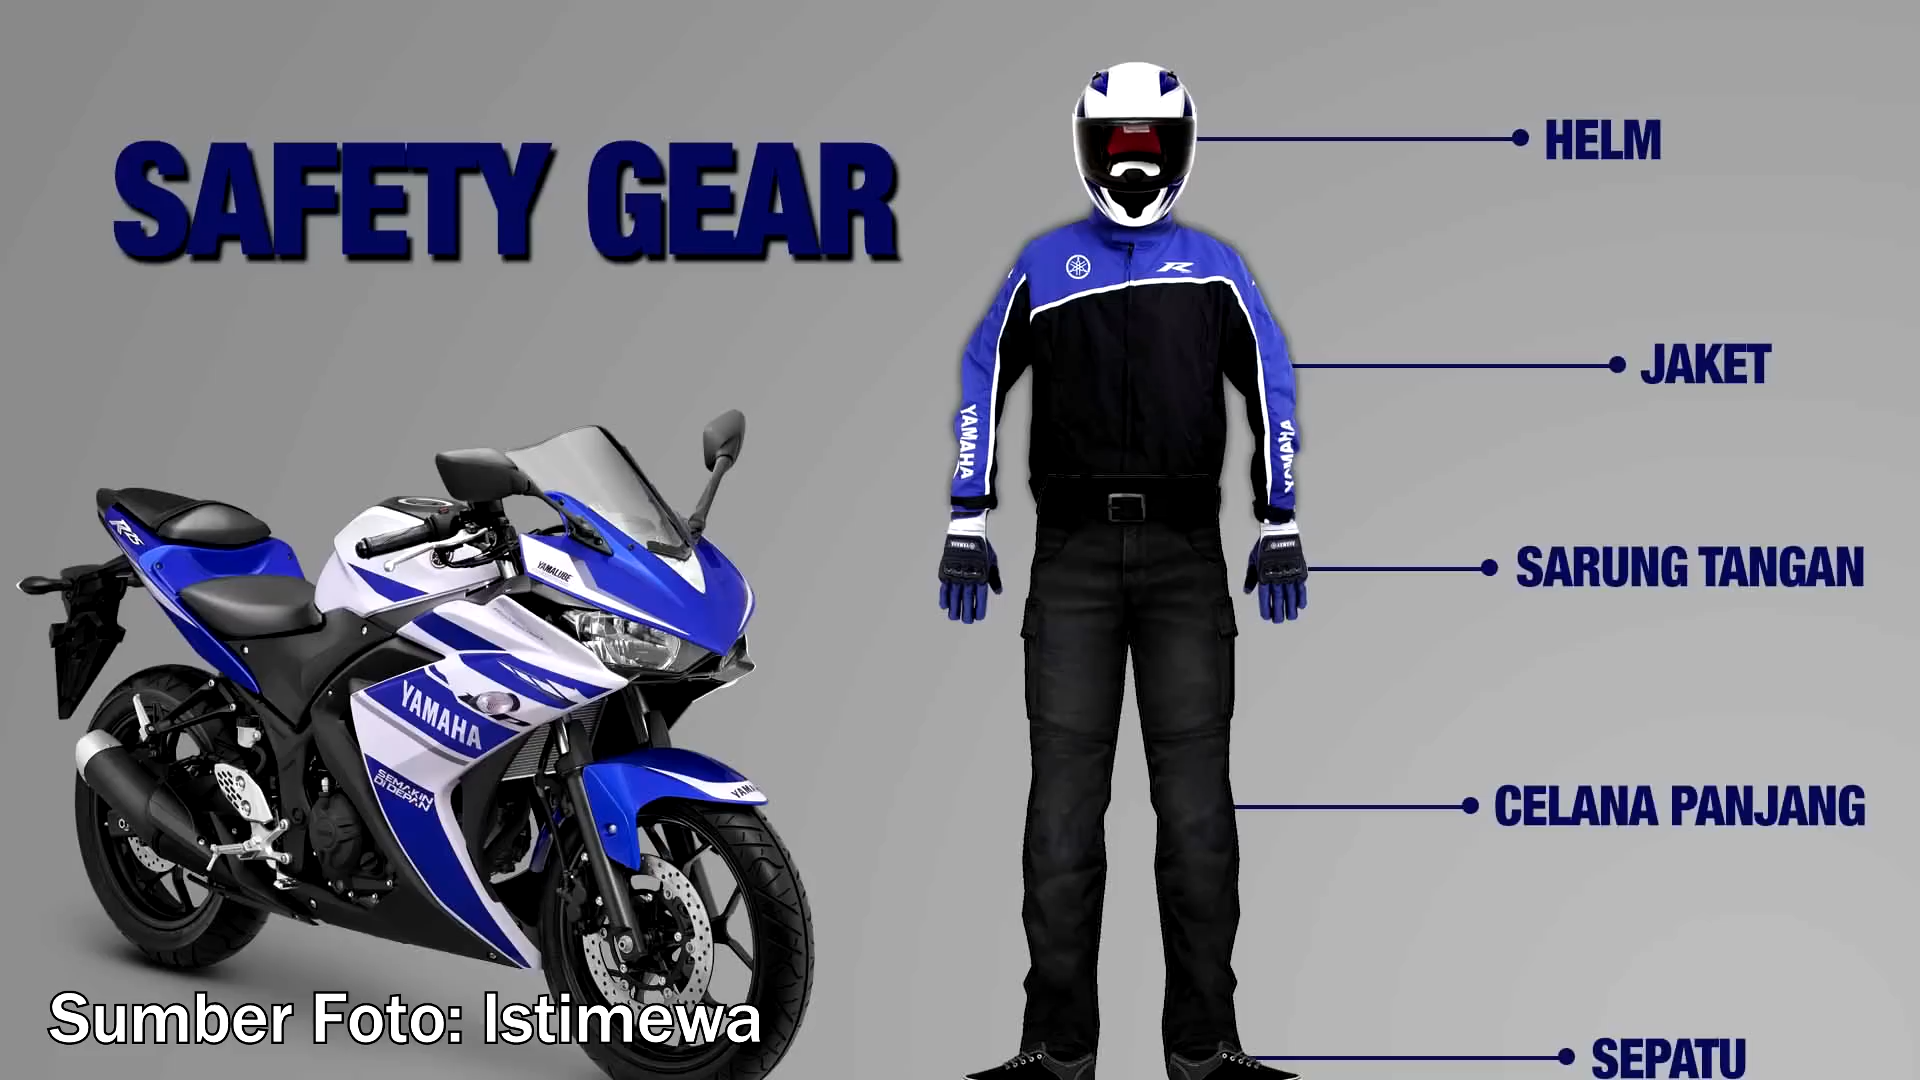 SAFETY GEAR
HELM
JAKET
YAMAHA
YAMAHA
SARUNG TANGAN
R25
YAMALUBE
YAMAHA
SEMAKIN
DI DEPAN
CELANA PANJANG
Sumber Foto: Istimewa
SEPATU